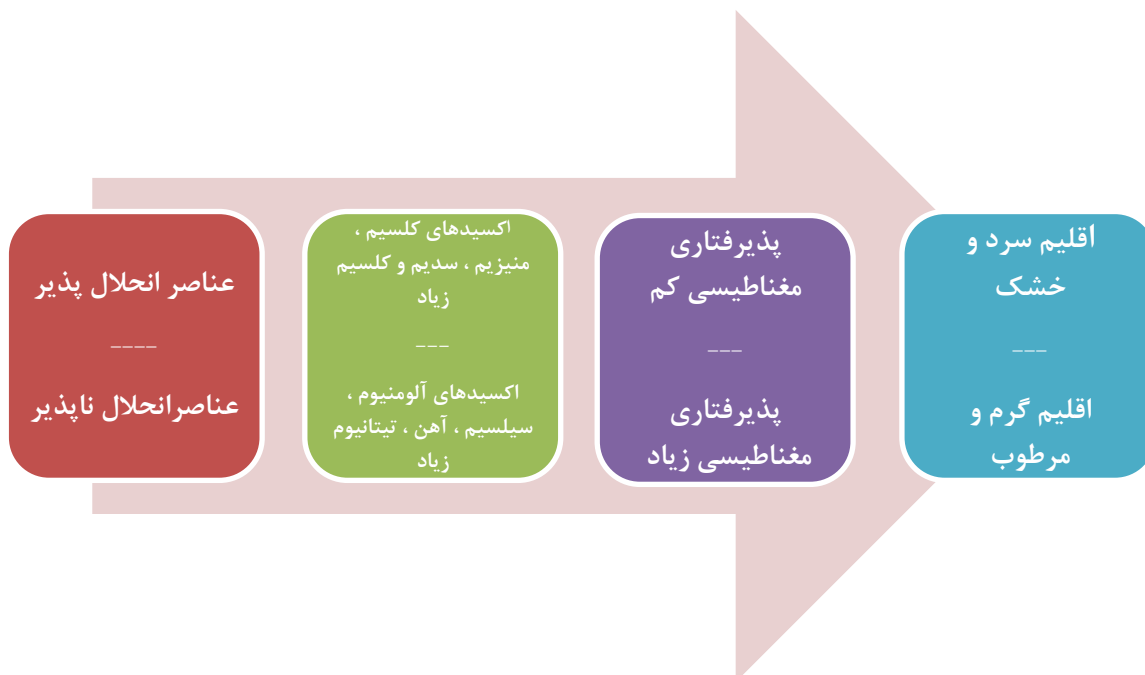 عناصر انحلال پذیر
----
عناصرانحلال ناپذیر
اکسیدهای کلسیم ،
منیزیم ، سدیم و کلسیم
زیاد
---
اکسیدهای آلومنیوم ،
سیلسیم ، آهن ، تیتانیوم
زیاد
پذیرفتاری
مغناطیسی کم
---
پذیرفتاری
مغناطیسی زیاد
اقلیم سرد و
خشک
---
اقلیم گرم و
مرطوب